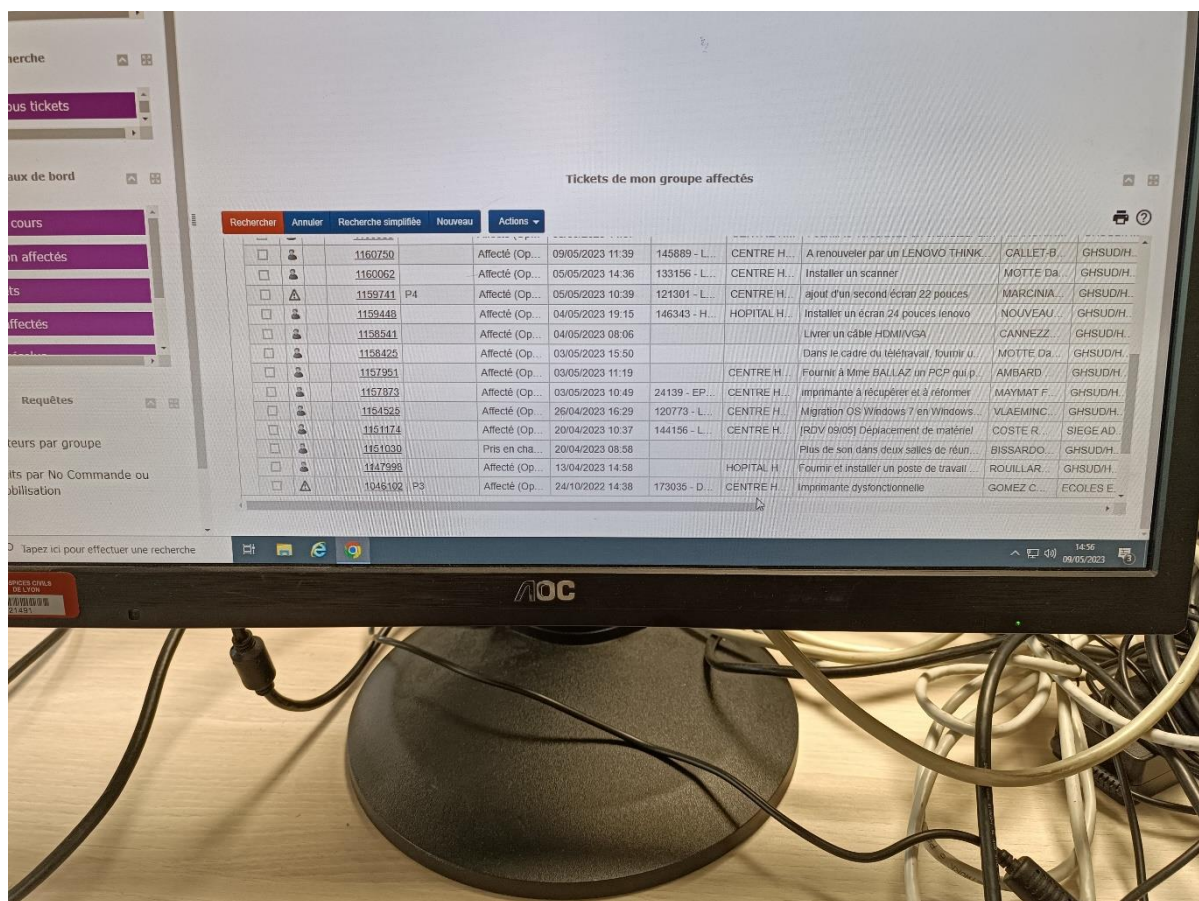 herche
ous tickets
aux de bord
Tickets de mon groupe affectés
cours
Rechercher Annuler Recherche simplifiée Nouveau Actions
on affectés
1160750 Affecté (Op... 09/05/2023 11:39 145889 - L... CENTRE H... A renouveler par un LENOVO THINK... CALLET-B... GHSUD/H...
1160062 Affecté (Op... 05/05/2023 14:36 133156 - L... CENTRE H... Installer un scanner MOTTE Da... GHSUD/H...
ts
1159741 P4 Affecté (Op... 05/05/2023 10:39 121301 - L... CENTRE H... ajout d'un second écran 22 pouces MARCINIA... GHSUD/H...
1159448 Affecté (Op... 04/05/2023 19:15 146343 - H... HOPITAL H... Installer un écran 24 pouces lenovo NOUVEAU... GHSUD/H...
ffectés
1158541 Affecté (Op... 04/05/2023 08:06 Livrer un câble HDMI/VGA CANNEZZ... GHSUD/H...
1158425 Affecté (Op... 03/05/2023 15:50 Dans le cadre du télétravail, fournir u... MOTTE Da... GHSUD/H...
1157951 Affecté (Op... 03/05/2023 11:19 CENTRE H... Fournir à Mme BALLAZ un PCP qui p... AMBARD... GHSUD/H...
1157873 Affecté (Op... 03/05/2023 10:49 24139 - EP... CENTRE H... imprimante à récupérer et à réformer MAYMAT F... GHSUD/H...
Requêtes
1154525 Affecté (Op... 26/04/2023 16:29 120773 - L... CENTRE H... Migration OS Windows 7 en Windows... VLAEMINC... GHSUD/H...
1151174 Affecté (Op... 20/04/2023 10:37 144156 - L... CENTRE H... [RDV 09/05] Déplacement de matériel COSTE R... SIEGE AD...
teurs par groupe
1151030 Pris en cha... 20/04/2023 08:58 Plus de son dans deux salles de réun... BISSARDO... GHSUD/H...
its par No Commande ou
1147998 Affecté (Op... 13/04/2023 14:58 HOPITAL H... Fournir et installer un poste de travail ... ROUILLAR... GHSUD/H...
obilisation
1046102 P3 Affecté (Op... 24/10/2022 14:38 173035 - D... CENTRE H... Imprimante dysfonctionnelle GOMEZ C... ECOLES E...
Tapez ici pour effectuer une recherche
14:56
09/05/2023
3
SPICES CIVILS
DE LYON
21491
AOC